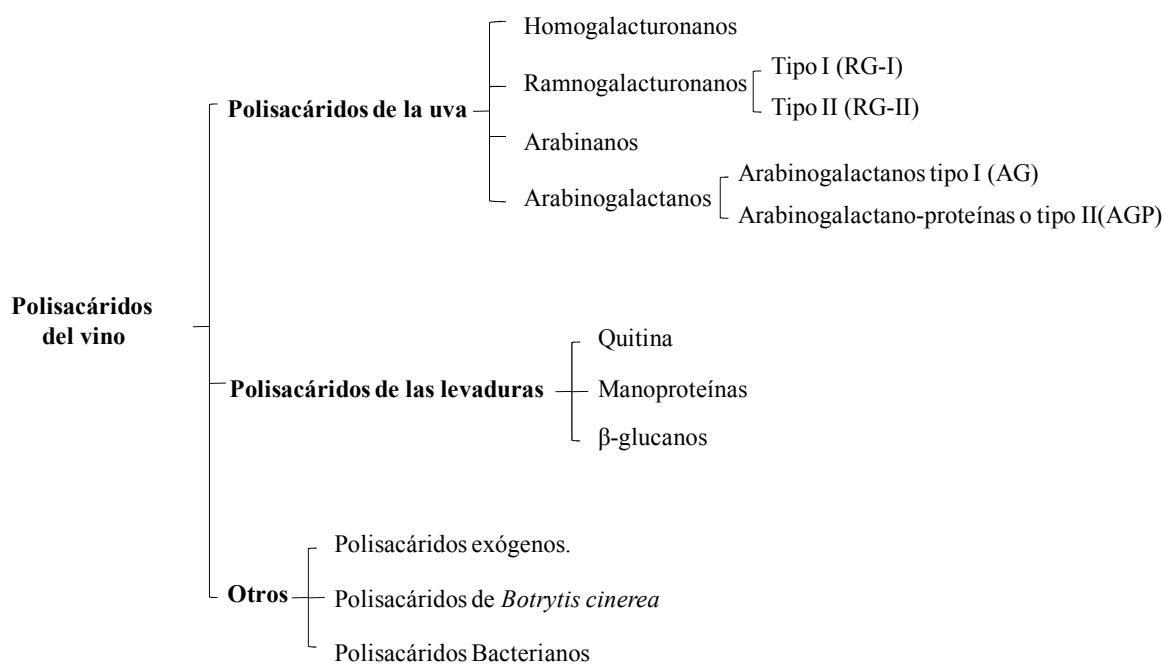 Polisacáridos
del vino
Polisacáridos de la uva
Homogalacturonanos
Ramnogalacturonanos
Tipo I (RG-I)
Tipo II (RG-II)
Arabinanos
Arabinogalactanos
Arabinogalactanos tipo I (AG)
Arabinogalactano-proteínas o tipo II(AGP)
Polisacáridos de las levaduras
Quitina
Manoproteínas
β-glucanos
Otros
Polisacáridos exógenos.
Polisacáridos de Botrytis cinerea
Polisacáridos Bacterianos